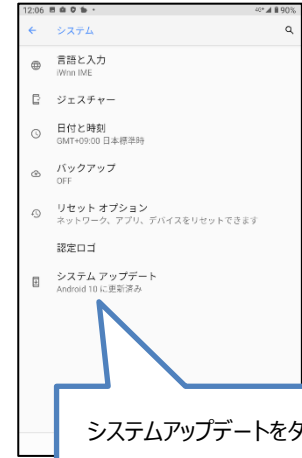 12:06
90%
システム
言語と入力
iWnn IME
ジェスチャー
日付と時刻
GMT+09:00 日本標準時
バックアップ
OFF
リセット オプション
ネットワーク、アプリ、デバイスをリセットできます
認定ロゴ
システム アップデート
Android 10 に更新済み
システムアップデートをタ